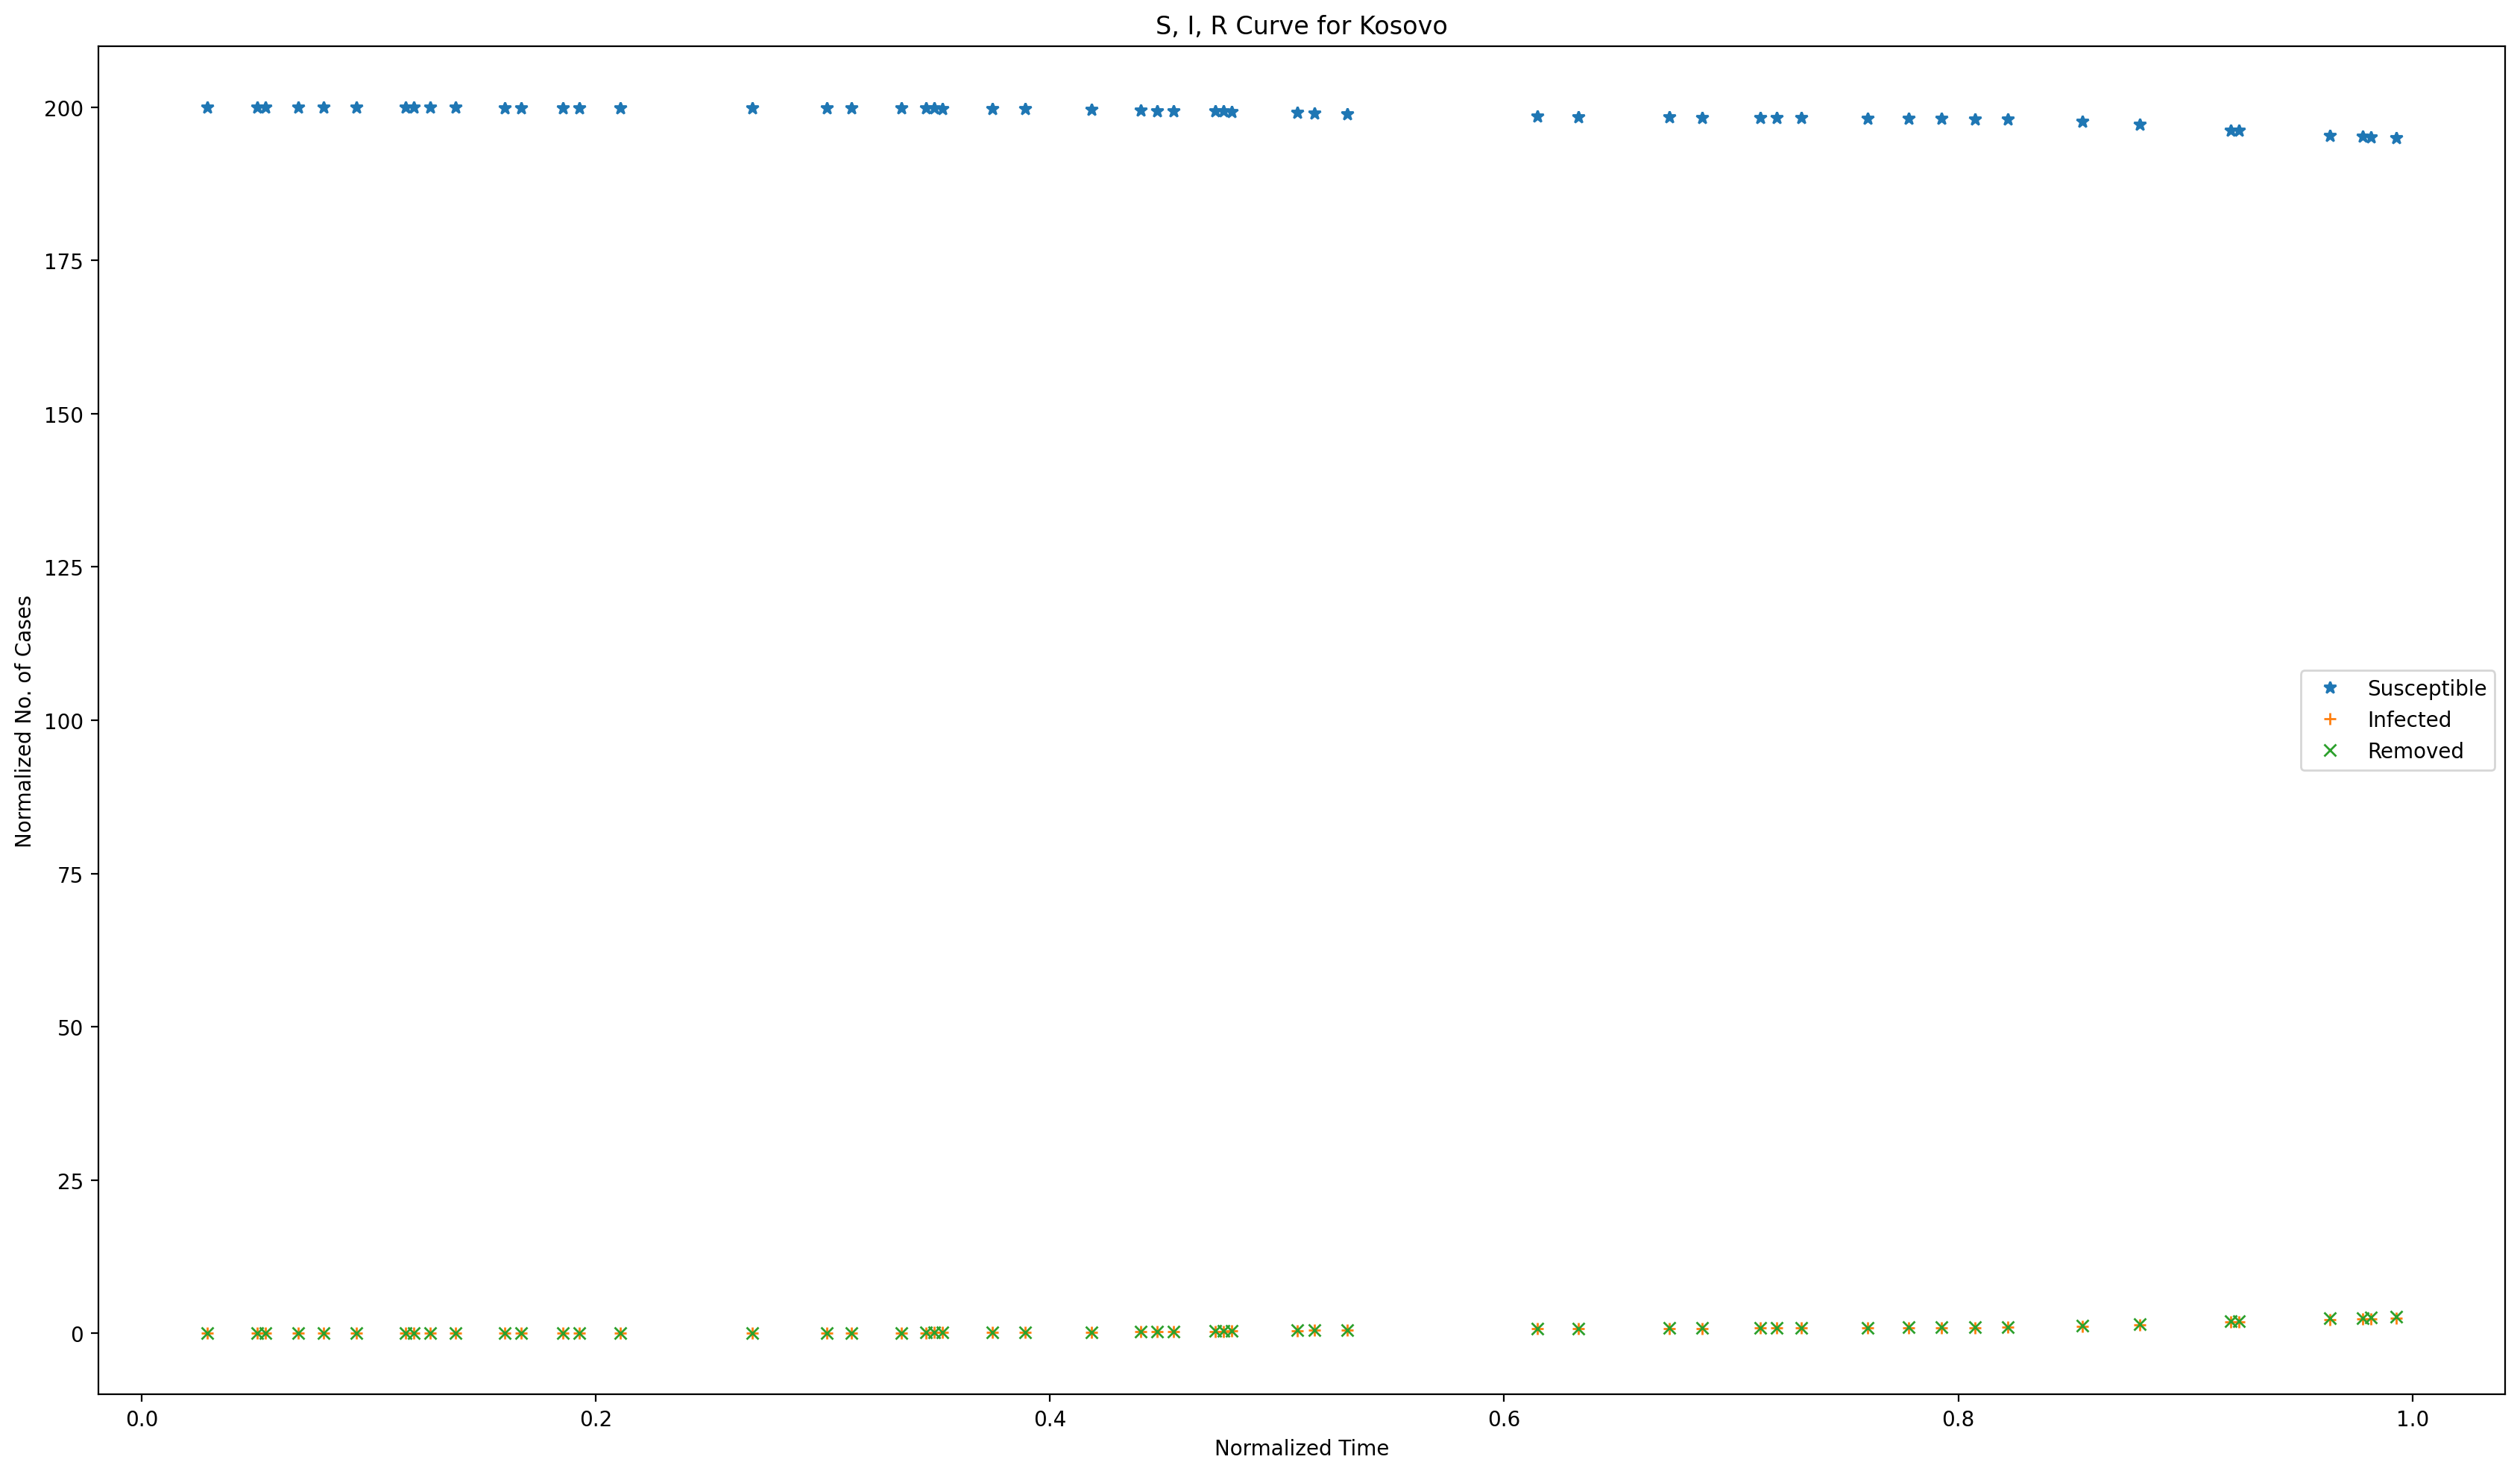 S, I, R Curve for Kosovo
200
175
150
125
100
75
50
25
0
Normalized No. of Cases
Susceptible
Infected
Removed
0.0 0.2 0.4 0.6 0.8 1.0
Normalized Time